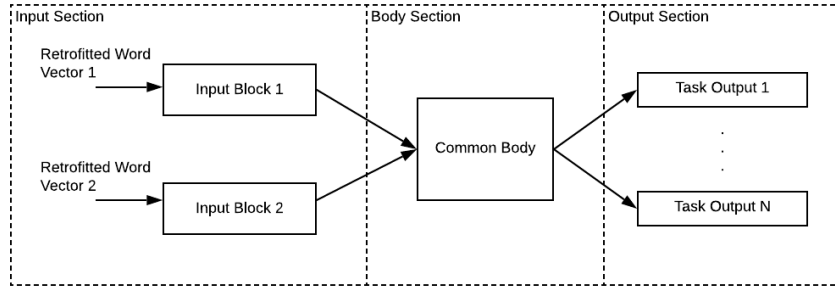 Input Section
Body Section
Output Section
Retrofitted Word
Vector 1
Input Block 1
Task Output 1
Common Body
.
.
.
Retrofitted Word
Vector 2
Input Block 2
Task Output N